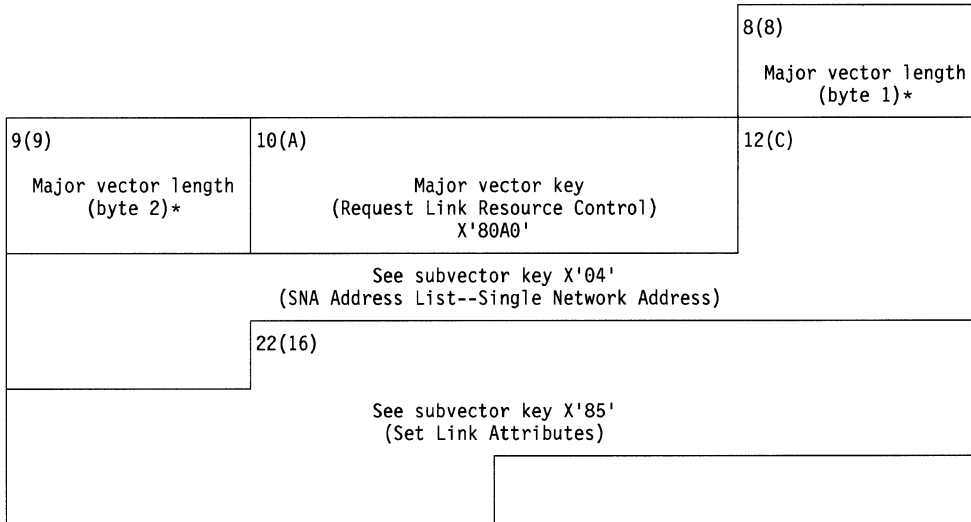 8(8)
Major vector length
(byte 1)*
9(9)
Major vector length
(byte 2)*
10(A)
Major vector key
(Request Link Resource Control)
X'80A0'
12(C)
See subvector key X'04'
(SNA Address List--Single Network Address)
22(16)
See subvector key X'85'
(Set Link Attributes)